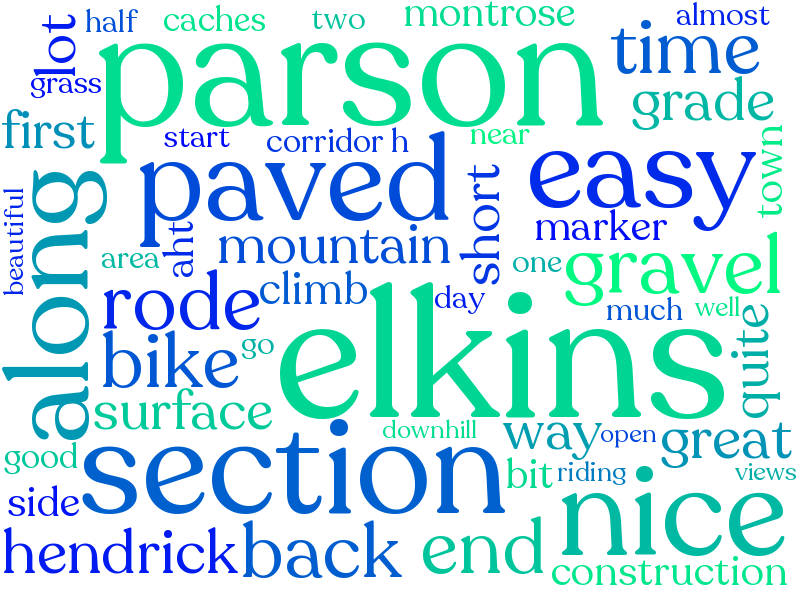 half
caches
two
montrose
almost
lot
grass
parson
time
grade
first
start
corridor h
near
town
paved
easy
short
along
beautiful
aht
marker
mountain
area
one
gravel
rode
climb
day
much
well
bike
go
elkins
quite
surface
downhill
way
open
great
good
section
bit
riding
views
side
nice
hendrick
back
end
construction